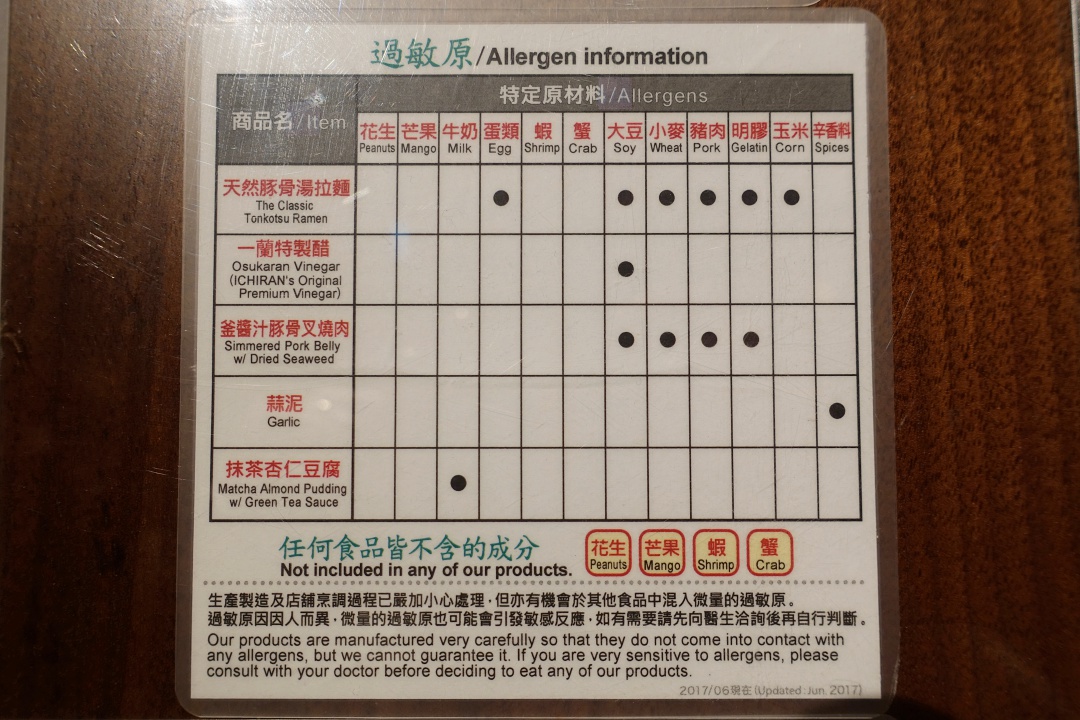 過敏原/Allergen information
特定原材料/Allergens
商品名/Item
花生 芒果 牛奶 蛋類 蝦 蟹 大豆 小麥 豬肉 明膠 玉米 辛香料
Peanuts Mango Milk Egg Shrimp Crab Soy Wheat Pork Gelatin Corn Spices
天然豚骨湯拉麵
The Classic
Tonkotsu Ramen
一蘭特製醋
Osukaran Vinegar
(ICHIRAN's Original
Premium Vinegar)
釜醬汁豚骨叉燒肉
Simmered Pork Belly
w/ Dried Seaweed
蒜泥
Garlic
抹茶杏仁豆腐
Matcha Almond Pudding
w/ Green Tea Sauce
任何食品皆不含的成分
Not included in any of our products.
花生 芒果 蝦 蟹
Peanuts Mango Shrimp Crab
生產製造及店舖烹調過程已嚴加小心處理，但亦有機會於其他食品中混入微量的過敏原。
過敏原因因人而異，微量的過敏原也可能會引發敏感反應，如有需要請先向醫生洽詢後再自行判斷。
Our products are manufactured very carefully so that they do not come into contact with
any allergens, but we cannot guarantee it. If you are very sensitive to allergens, please
consult with your doctor before deciding to eat any of our products.
2017/06現在 (Updated: Jun, 2017)